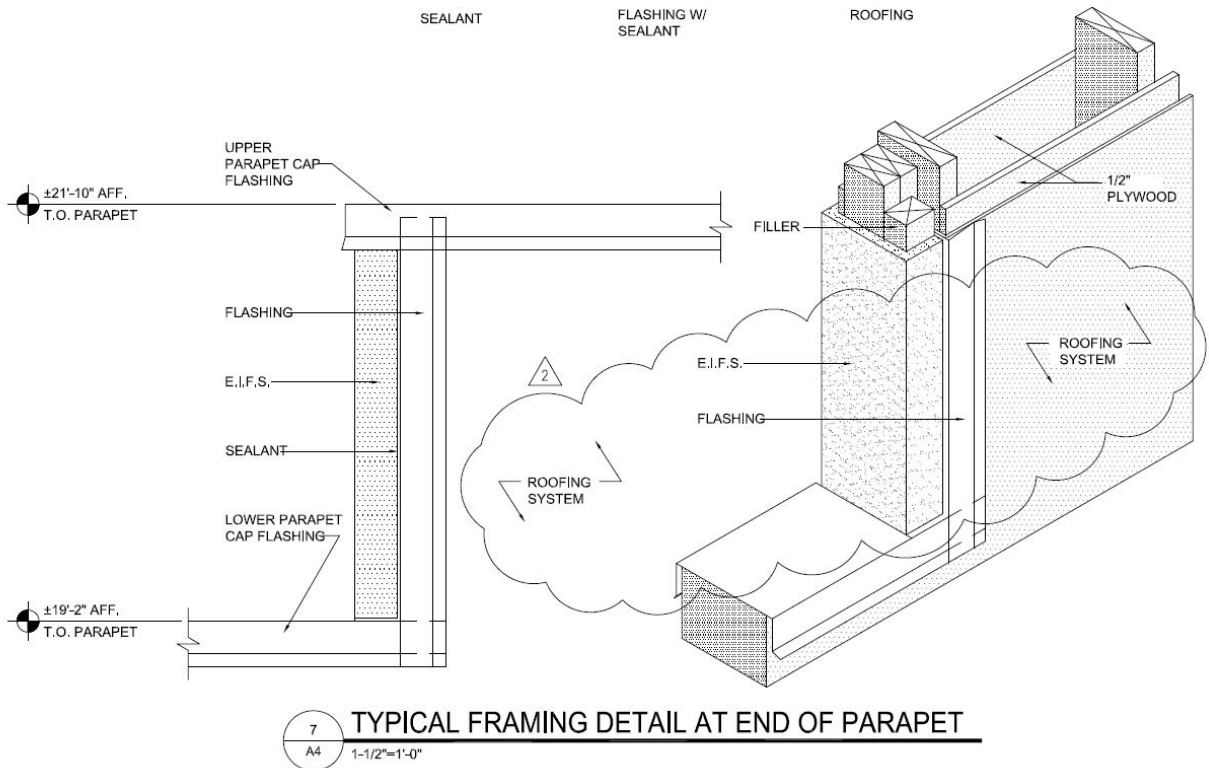 SEALANT
FLASHING W/
SEALANT
ROOFING
UPPER
PARAPET CAP
FLASHING
±21'-10" AFF.
T.O. PARAPET
1/2"
PLYWOOD
FILLER
FLASHING
ROOFING
SYSTEM
E.I.F.S.
2
E.I.F.S.
FLASHING
SEALANT
ROOFING
SYSTEM
LOWER PARAPET
CAP FLASHING
±19'-2" AFF.
T.O. PARAPET
7
A4
TYPICAL FRAMING DETAIL AT END OF PARAPET
1-1/2"=1'-0"